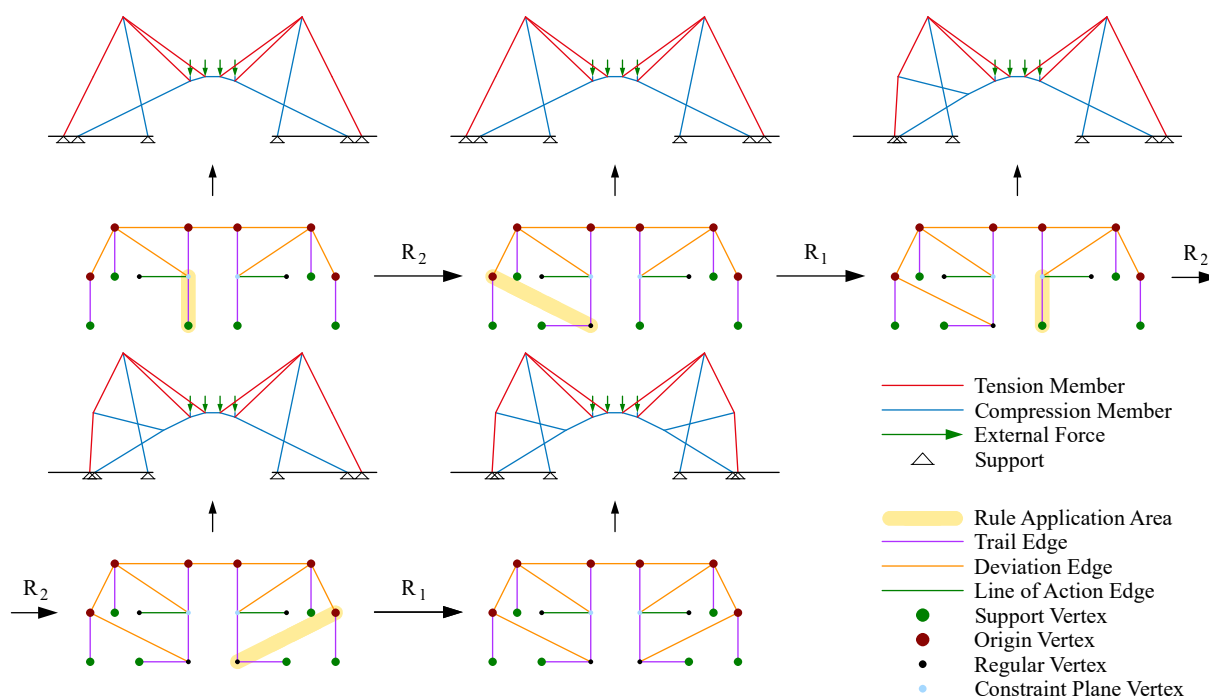 R2
R1
R2
Tension Member
Compression Member
External Force
Support
Rule Application Area
Trail Edge
Deviation Edge
Line of Action Edge
Support Vertex
Origin Vertex
Regular Vertex
Constraint Plane Vertex
R2
R1